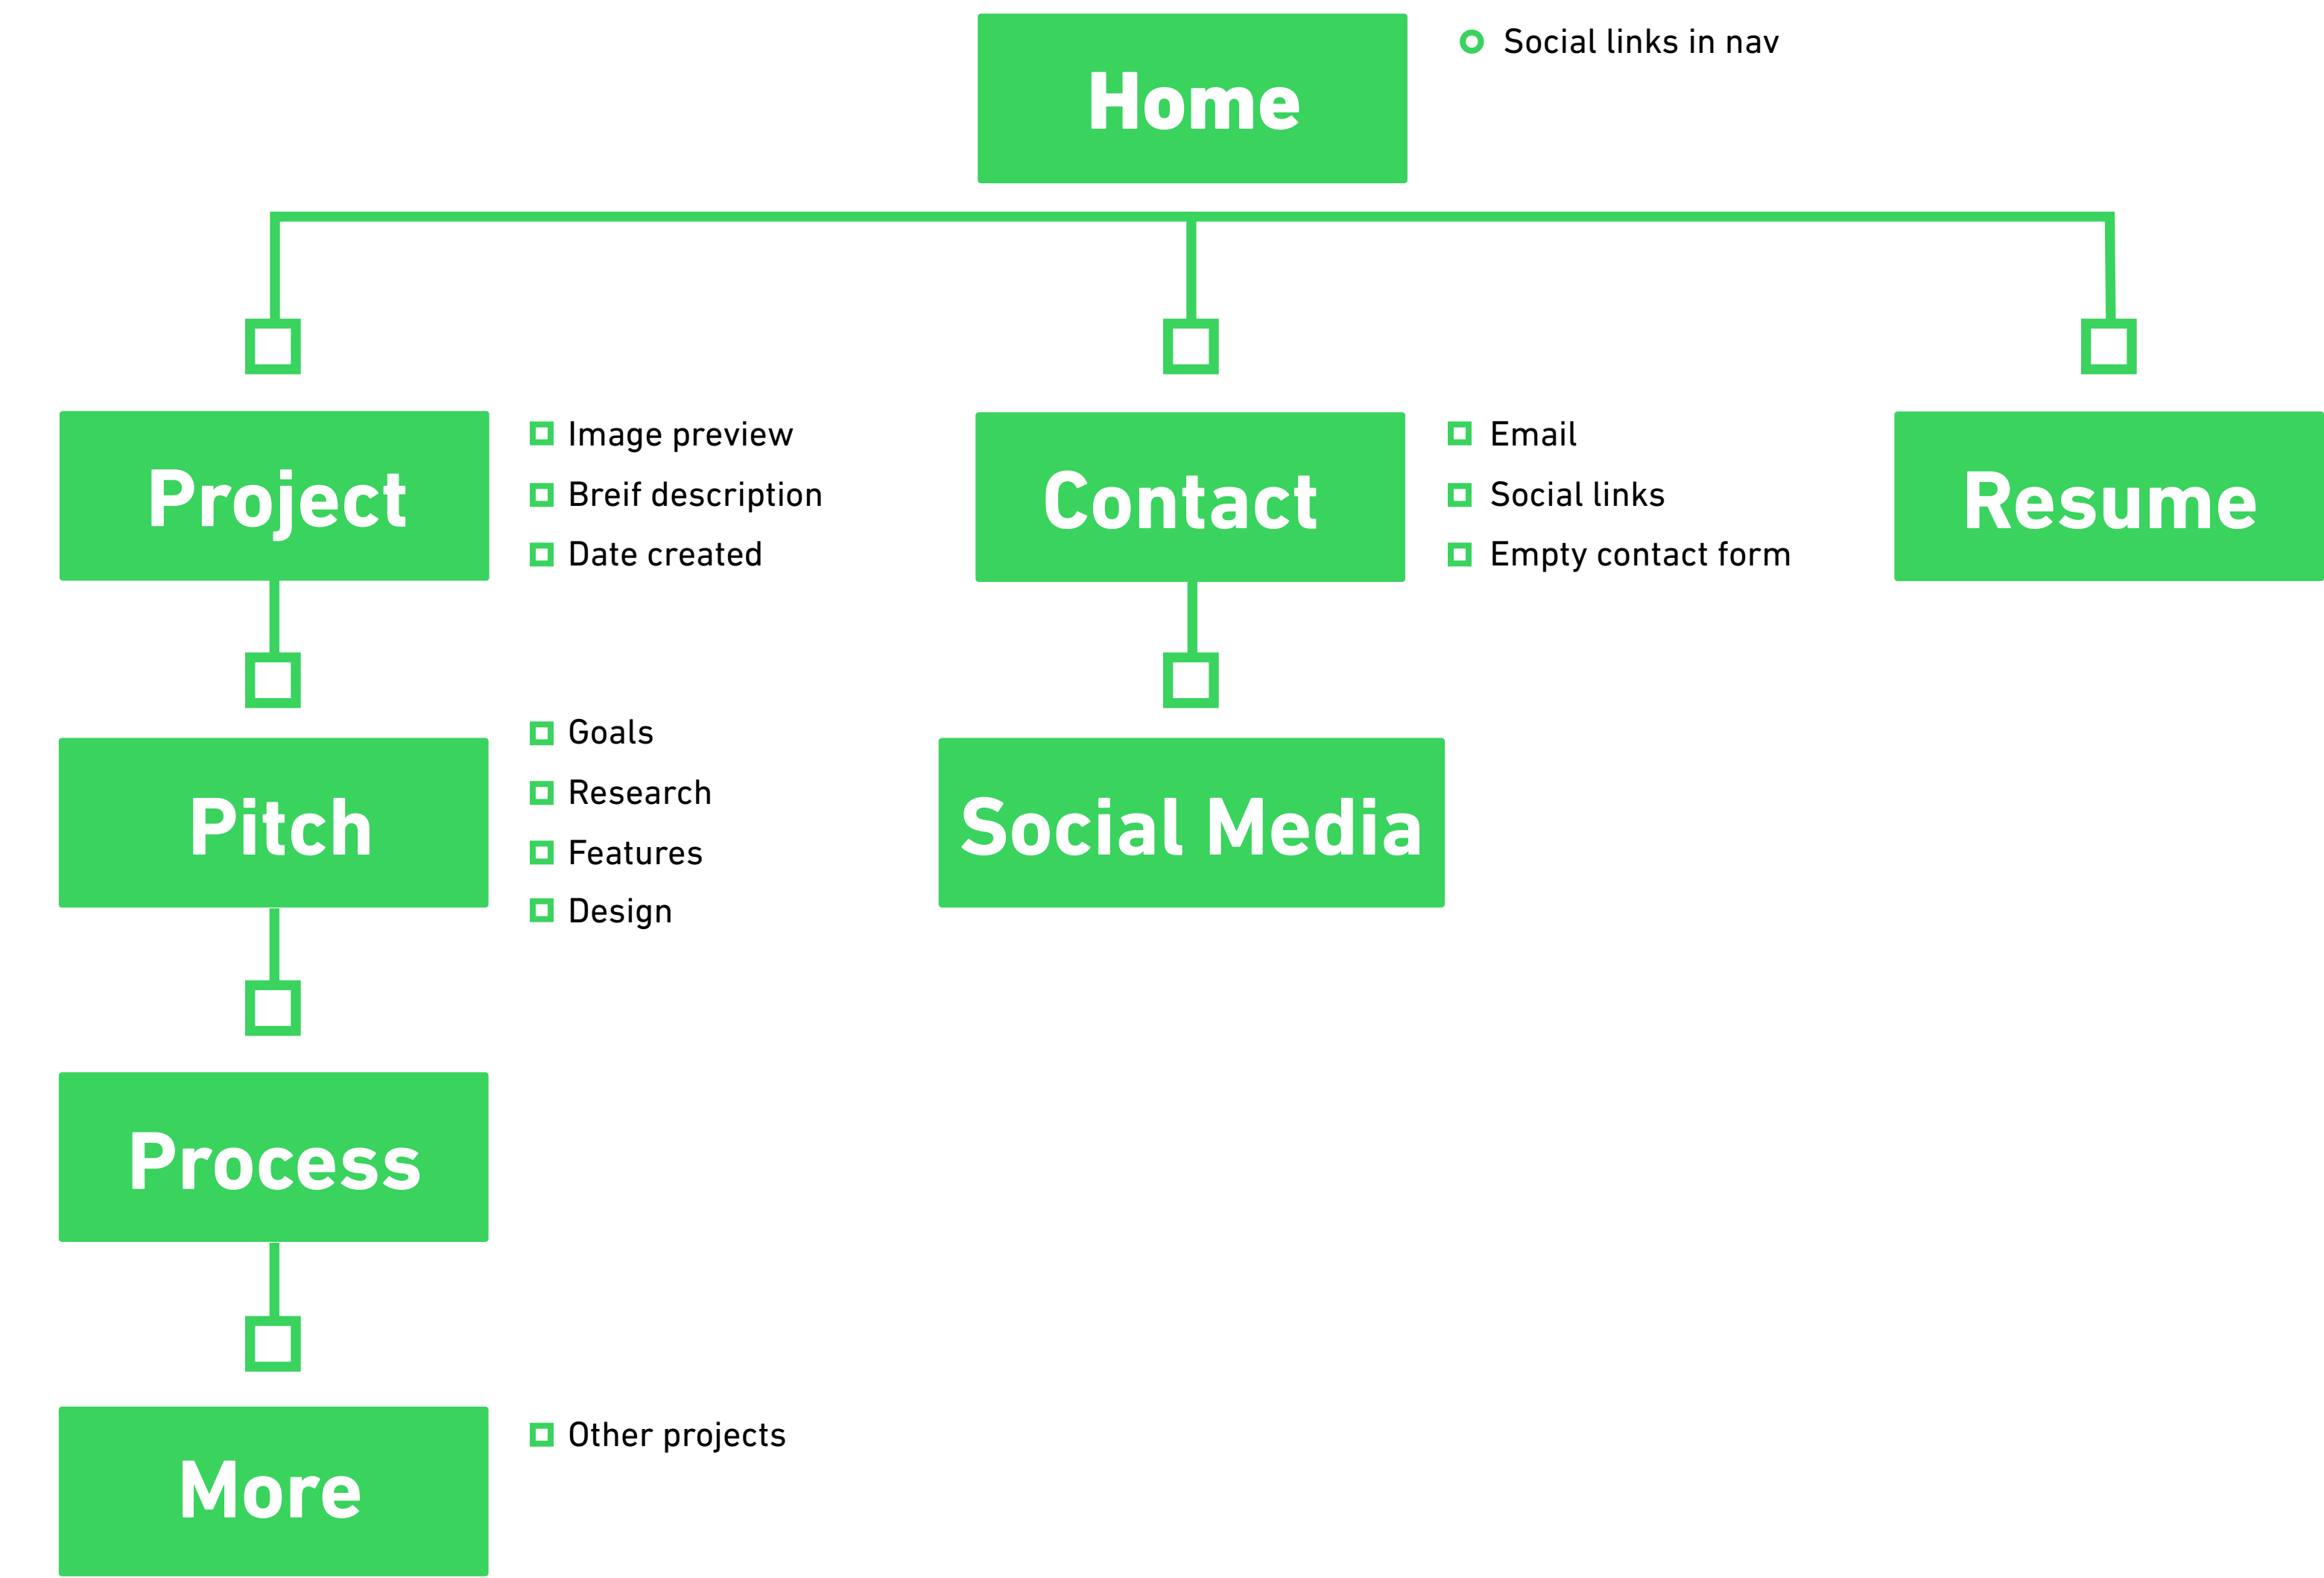 Home
Social links in nav
Project
Image preview
Breif description
Date created
Contact
Email
Social links
Empty contact form
Resume
Pitch
Goals
Research
Features
Design
Social Media
Process
More
Other projects